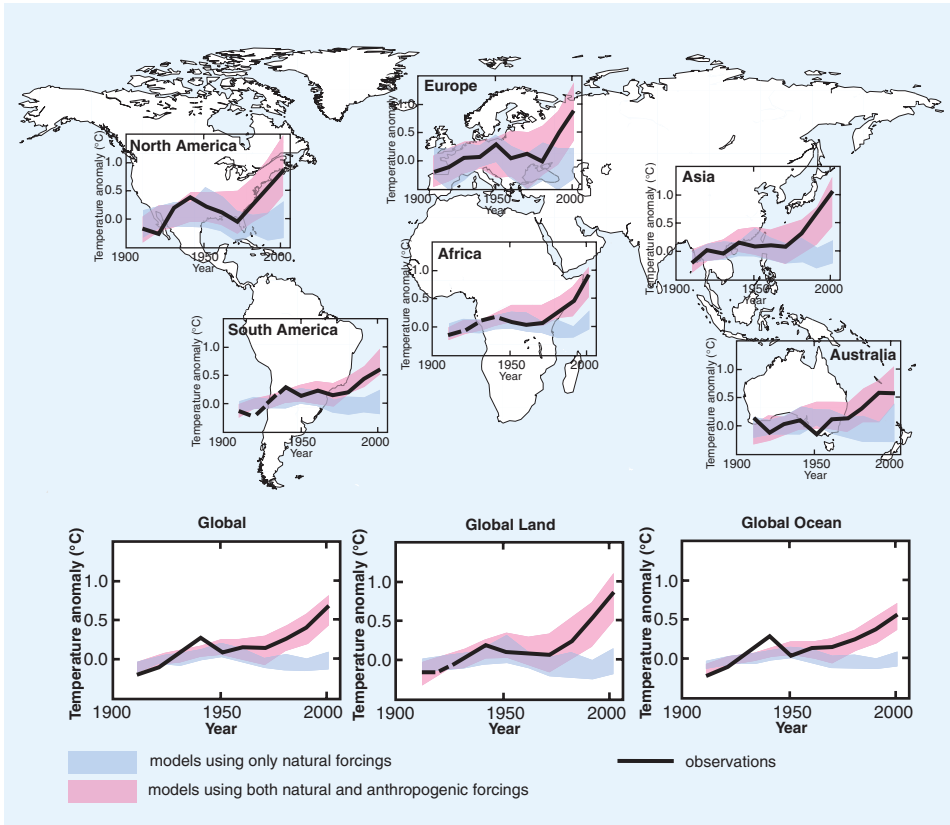 Europe
Temperature anomaly (°C)
1.0
0.5
0.0
1900
1950
2000
Year
North America
Temperature anomaly (°C)
1.0
0.5
0.0
1900
1950
2000
Year
Asia
Temperature anomaly (°C)
1.0
0.5
0.0
1900
1950
2000
Year
Africa
Temperature anomaly (°C)
1.0
0.5
0.0
1900
1950
2000
Year
South America
Temperature anomaly (°C)
1.0
0.5
0.0
1900
1950
2000
Year
Australia
Temperature anomaly (°C)
1.0
0.5
0.0
1900
1950
2000
Year
Global
Temperature anomaly (°C)
1.0
0.5
0.0
1900
1950
2000
Year
Global Land
Temperature anomaly (°C)
1.0
0.5
0.0
1900
1950
2000
Year
Global Ocean
Temperature anomaly (°C)
1.0
0.5
0.0
1900
1950
2000
Year
models using only natural forcings
observations
models using both natural and anthropogenic forcings